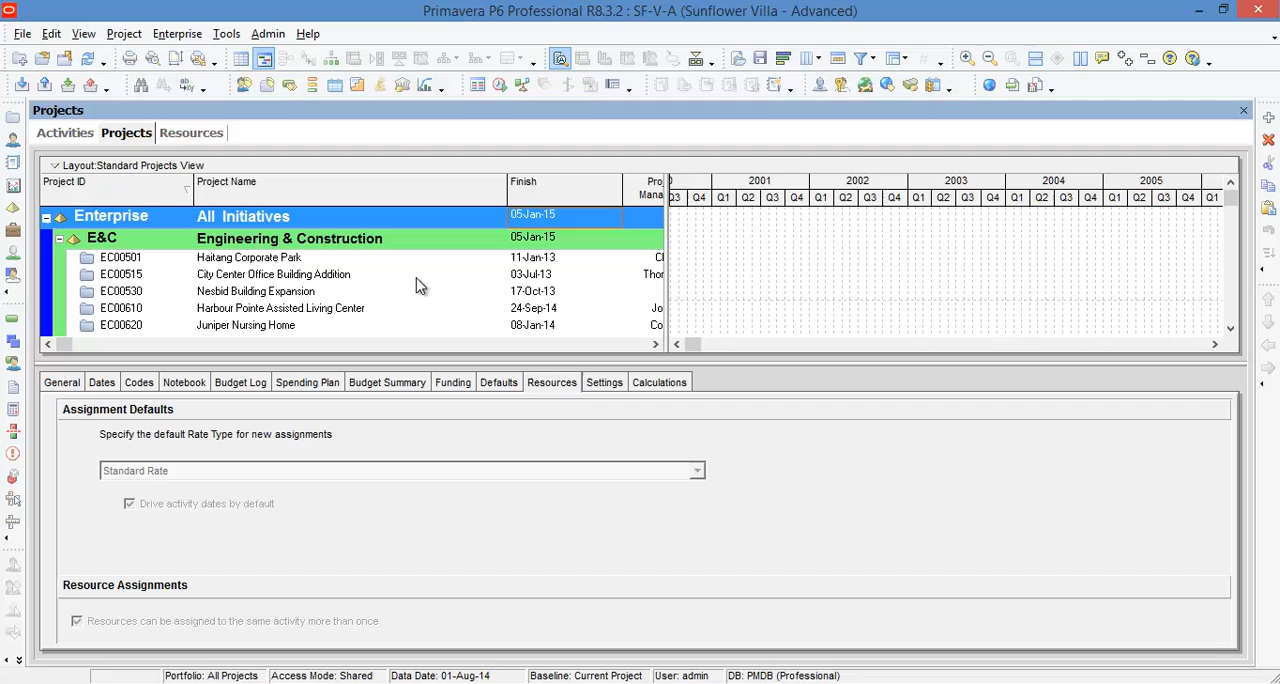 Primavera P6 Professional R8.3.2 : SF-V-A (Sunflower Villa - Advanced)
File Edit View Project Enterprise Tools Admin Help
Projects
Activities Projects Resources
Layout:Standard Projects View
Project ID Project Name Finish Pro
Mana
2001 2002 2003 2004 2005
Q3 Q4 Q1 Q2 Q3 Q4 Q1 Q2 Q3 Q4 Q1 Q2 Q3 Q4 Q1 Q2 Q3 Q4 Q1 Q2 Q3 Q4 Q1
Enterprise All Initiatives 05-Jan-15
E&C Engineering & Construction 05-Jan-15
EC00501 Haitang Corporate Park 11-Jan-13 Cl
EC00515 City Center Office Building Addition 03-Jul-13 Thor
EC00530 Nesbid Building Expansion 17-Oct-13
EC00610 Harbour Pointe Assisted Living Center 24-Sep-14 Jo
EC00620 Juniper Nursing Home 08-Jan-14 Co
General Dates Codes Notebook Budget Log Spending Plan Budget Summary Funding Defaults Resources Settings Calculations
Assignment Defaults
Specify the default Rate Type for new assignments
Standard Rate
Drive activity dates by default
Resource Assignments
Resources can be assigned to the same activity more than once
Portfolio: All Projects Access Mode: Shared Data Date: 01-Aug-14 Baseline: Current Project User: admin DB: PMDB (Professional)